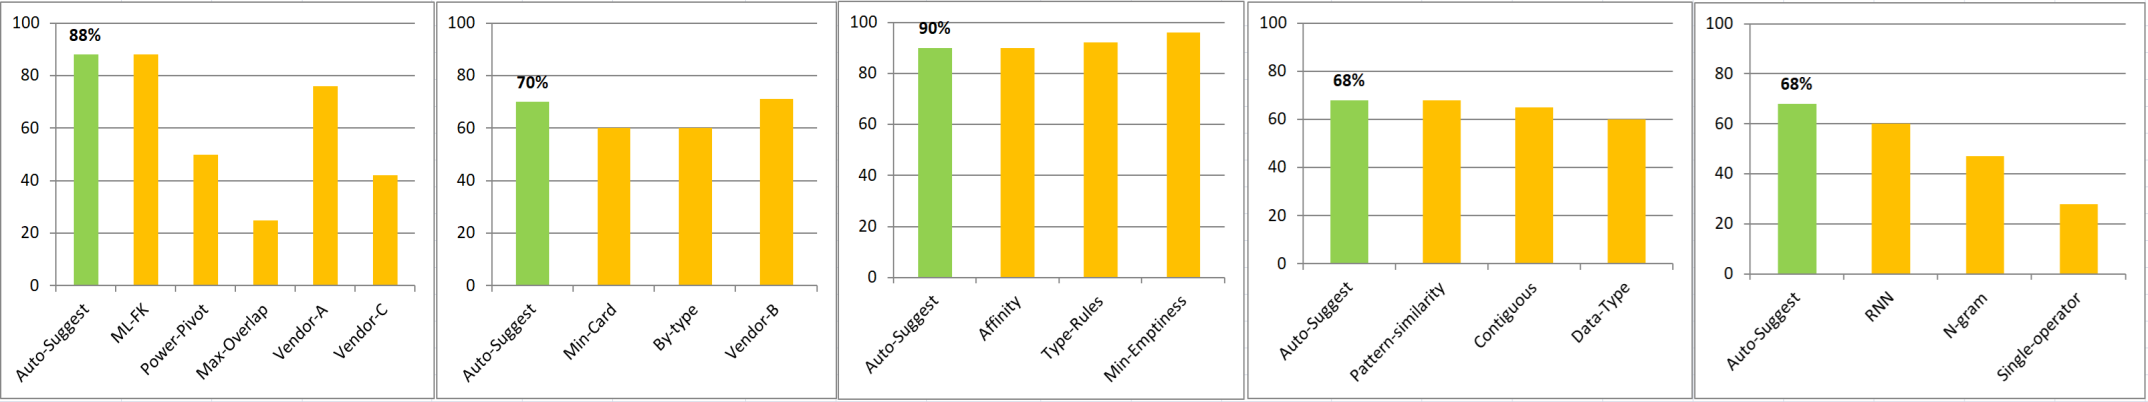 100
80
60
40
20
0
88%
Auto-Suggest
ML-FK
Power-Pivot
Max-Overlap
Vendor-A
Vendor-C
100
80
60
40
20
0
70%
Auto-Suggest
Min-Card
By-type
Vendor-B
100
80
60
40
20
0
90%
Auto-Suggest
Affinity
Type-Rules
Min-Emptiness
100
80
60
40
20
0
68%
Auto-Suggest
Pattern-similarity
Contiguous
Data-Type
100
80
60
40
20
0
68%
Auto-Suggest
RNN
N-gram
Single-operator